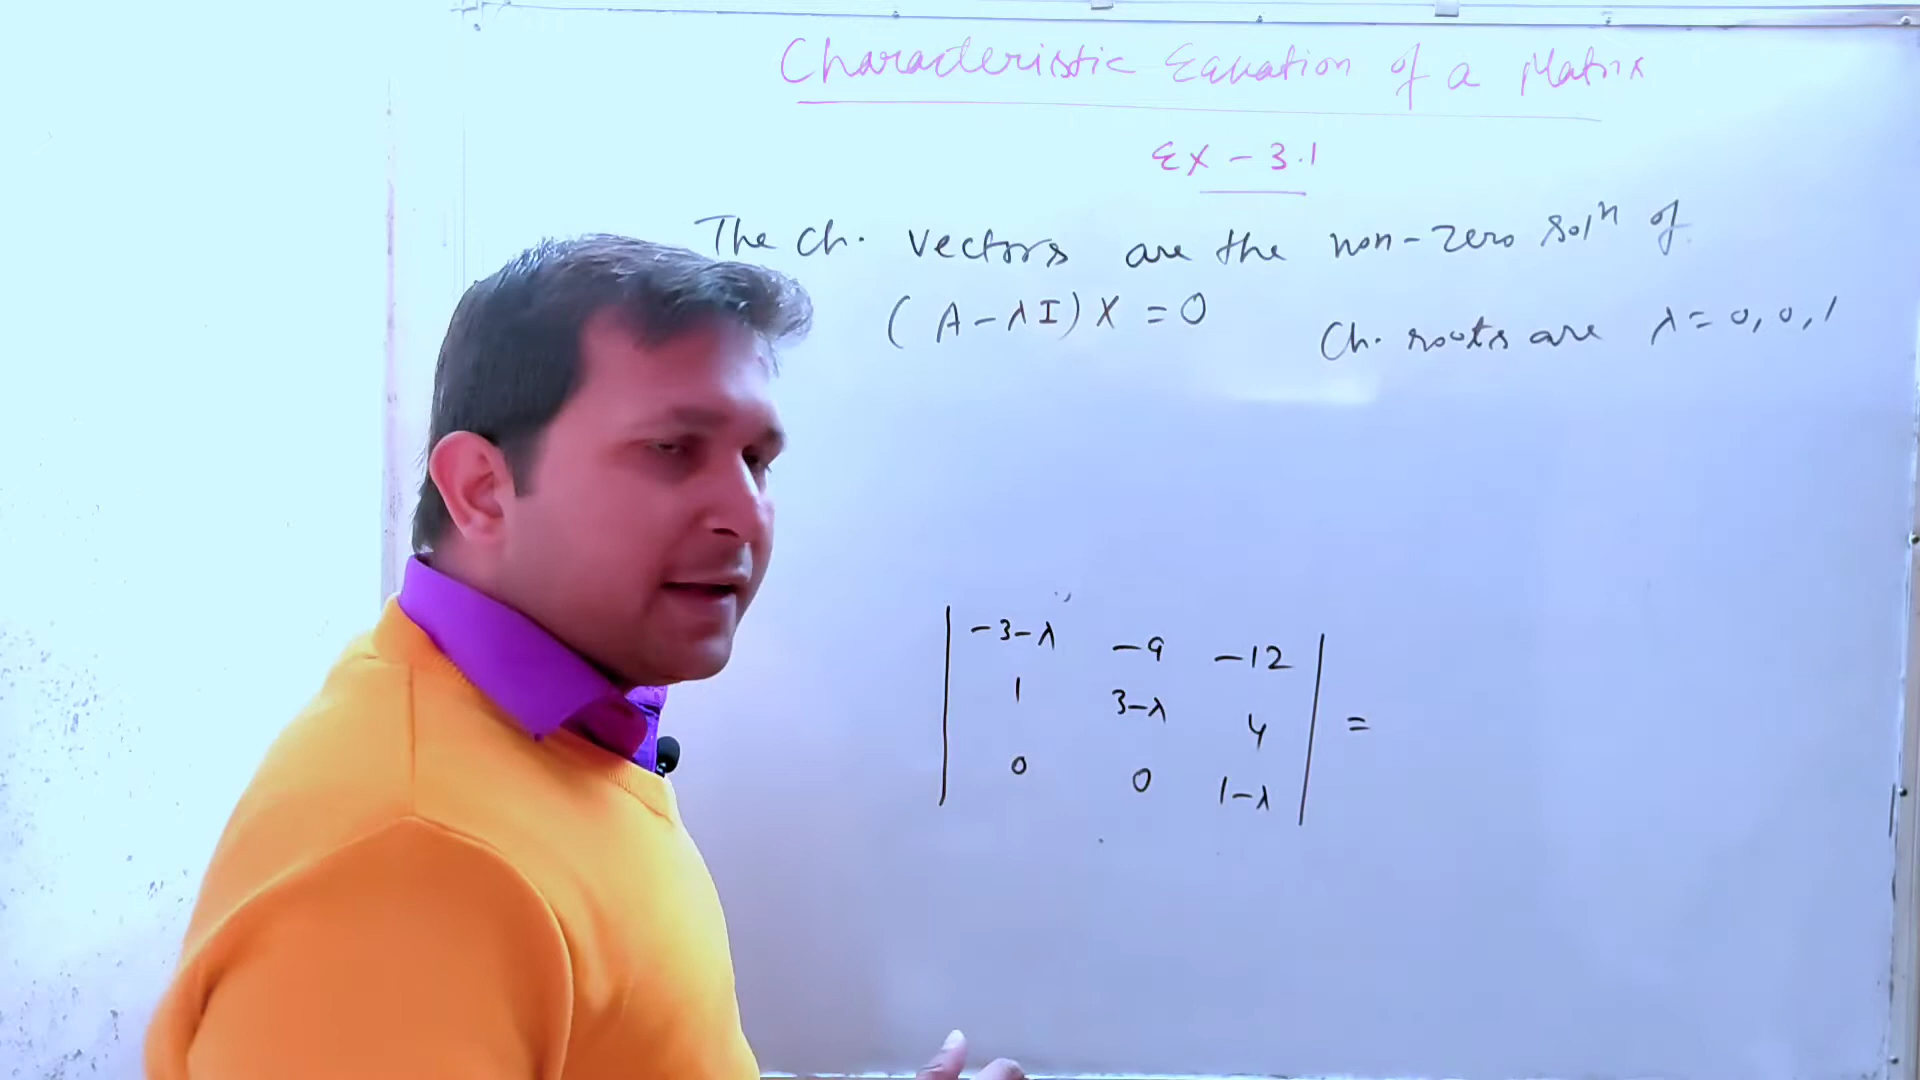 Characteristic Equation of a Matrix
Ex - 3.1
The Ch. vectors are the non-zero solⁿ of
(A-λI)X = 0
Ch. roots are λ = 0, 0, 1
| -3-λ -9 -12 |
| 1 3-λ 4 | =
| 0 0 1-λ |